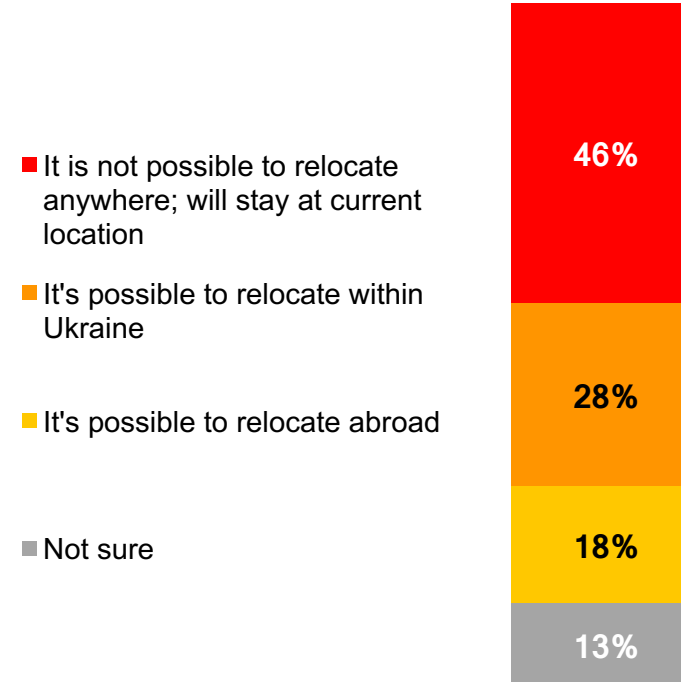 It is not possible to relocate
anywhere; will stay at current
location
It's possible to relocate within
Ukraine
It's possible to relocate abroad
Not sure
46%
28%
18%
13%